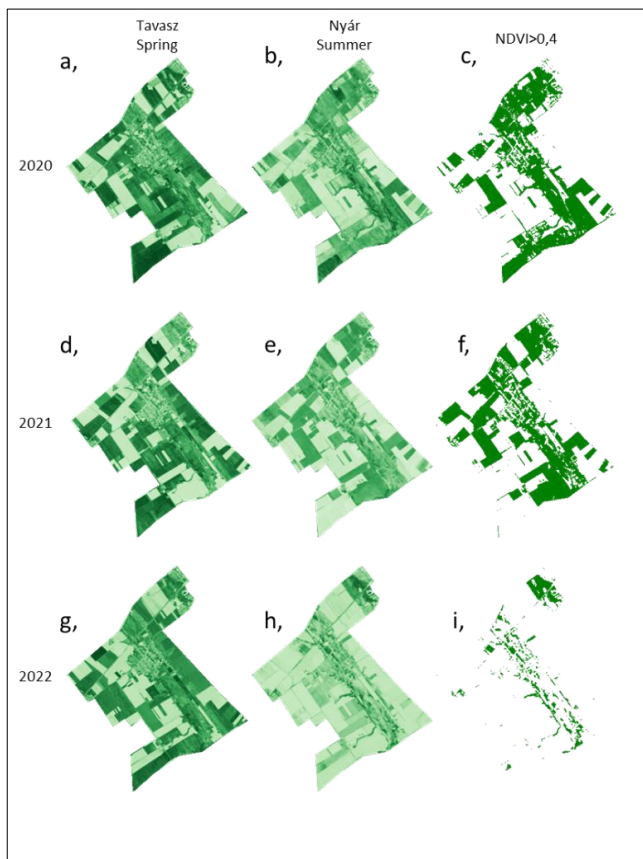 Tavasz
Spring
Nyár
Summer
NDVI>0,4
a,
b,
c,
2020
d,
e,
f,
2021
g,
h,
i,
2022